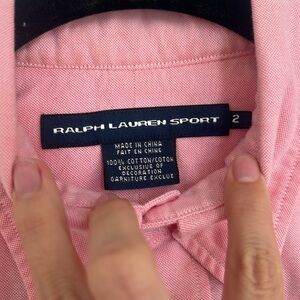 RALPH LAUREN SPORT 2
MADE IN CHINA
FAIT EN CHINE
100% COTTON/COTON
EXCLUSIVE OF
DECORATION
GARNITURE EXCLUE